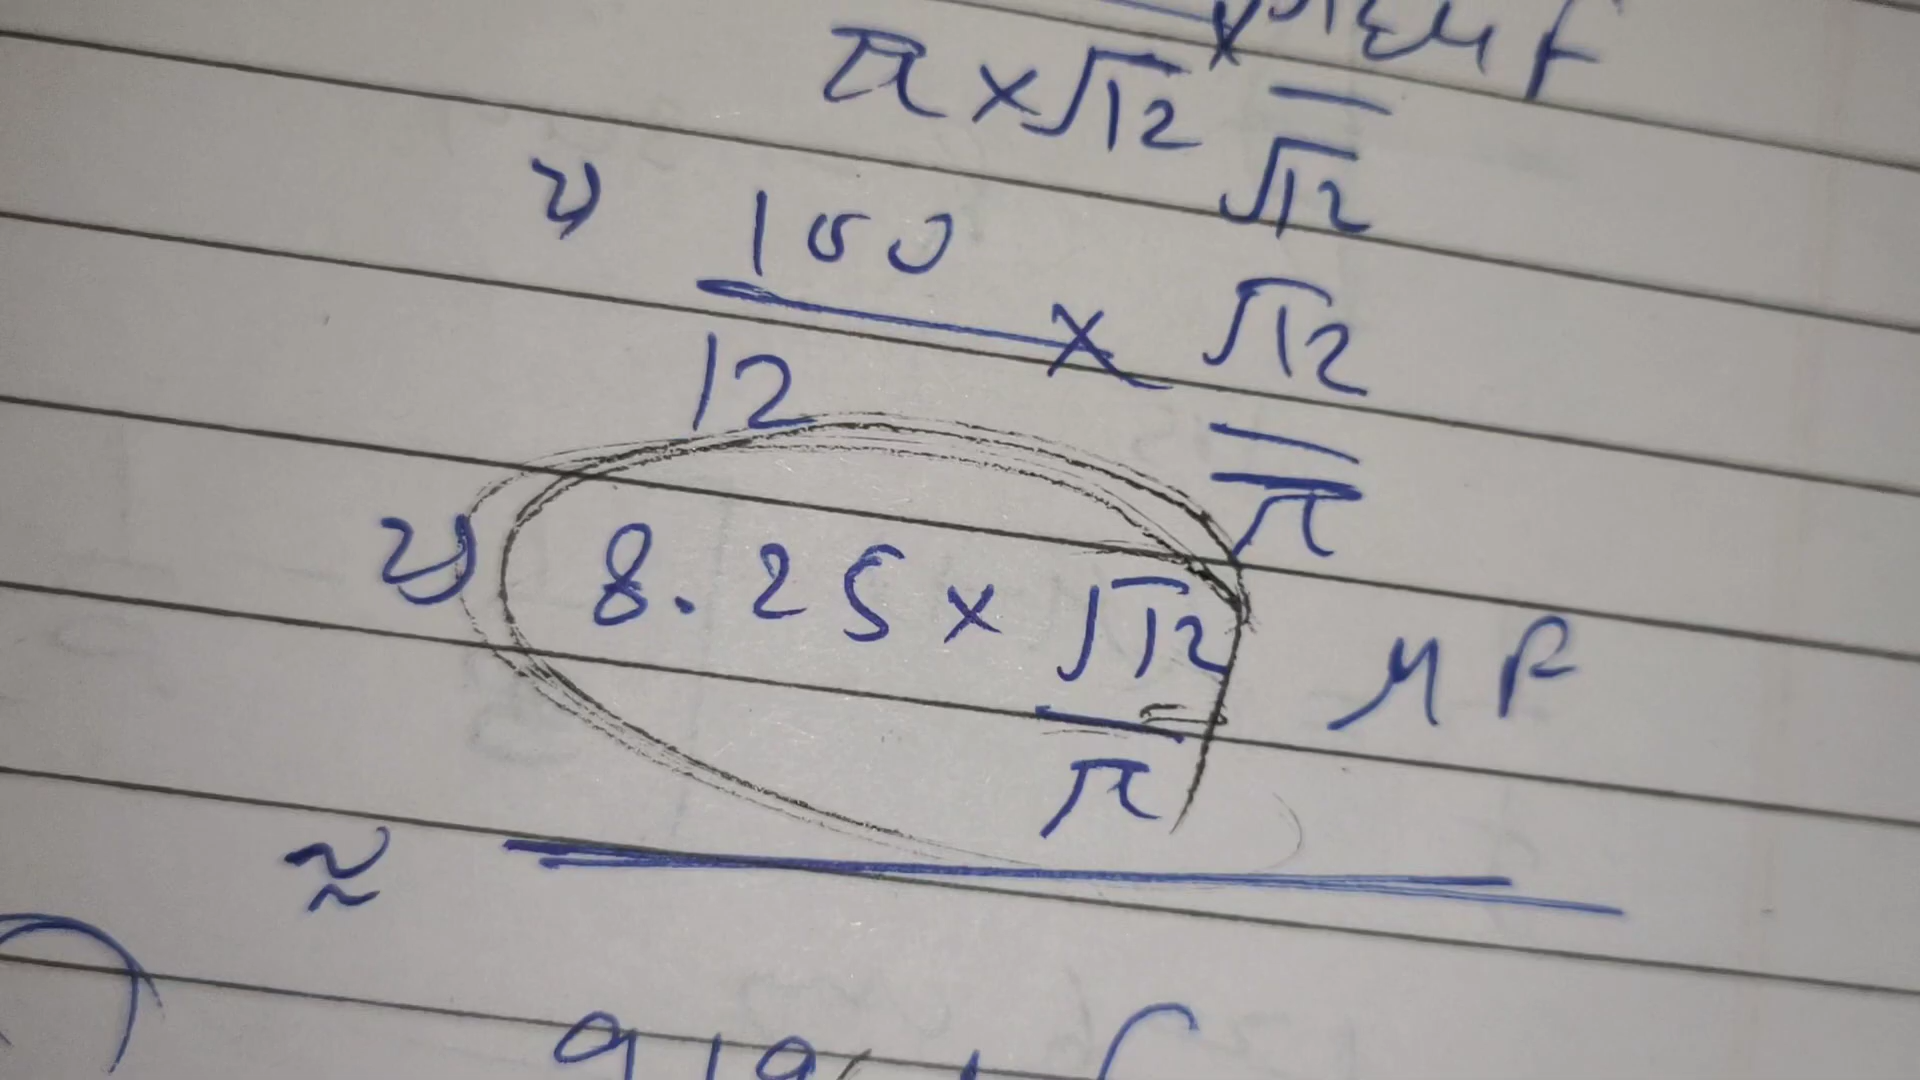 π × √12 × √12
⇒ 100 / 12 × √12 / π
⇒ 8.25 × √12 / π μF
≈